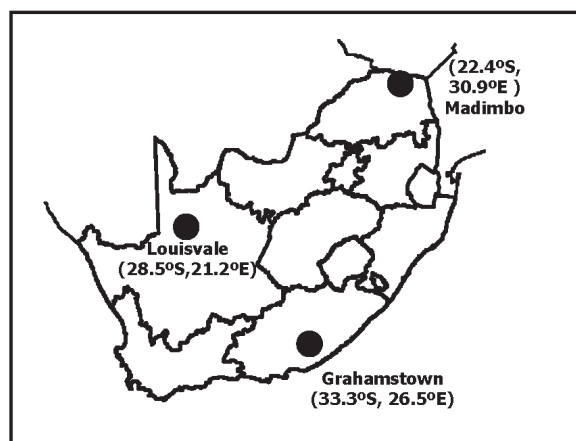 (22.4ºS,
30.9ºE )
Madimbo
Louisvale
(28.5ºS,21.2ºE)
Grahamstown
(33.3ºS, 26.5ºE)